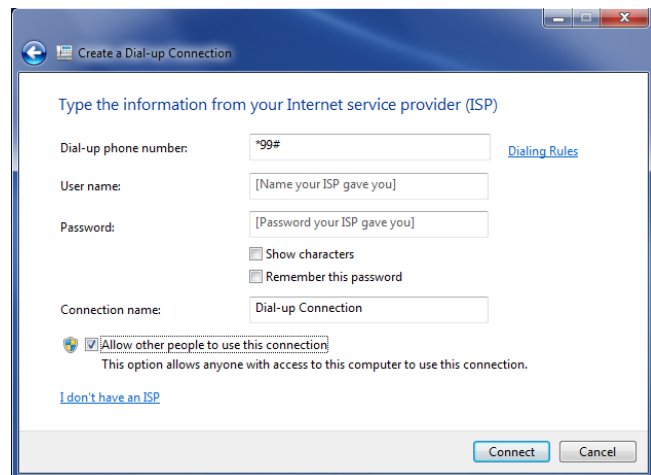 Create a Dial-up Connection
Type the information from your Internet service provider (ISP)
Dial-up phone number: *99# Dialing Rules
User name: [Name your ISP gave you]
Password: [Password your ISP gave you]
Show characters
Remember this password
Connection name: Dial-up Connection
Allow other people to use this connection
This option allows anyone with access to this computer to use this connection.
I don't have an ISP
Connect Cancel